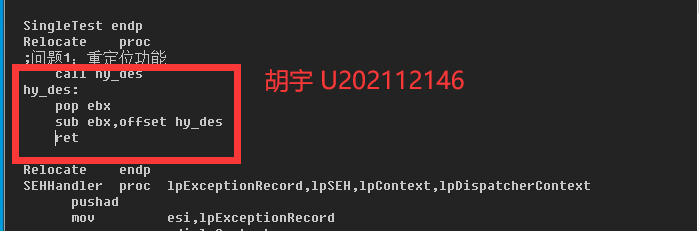 SingleTest endp
Relocate    proc
;问题1：重定位功能
    call hy_des
hy_des:
    pop ebx
    sub ebx,offset hy_des
    ret
胡宇 U202112146
Relocate    endp
SEHHandler  proc  lpExceptionRecord,lpSEH,lpContext,lpDispatcherContext
      pushad
      mov      esi,lpExceptionRecord